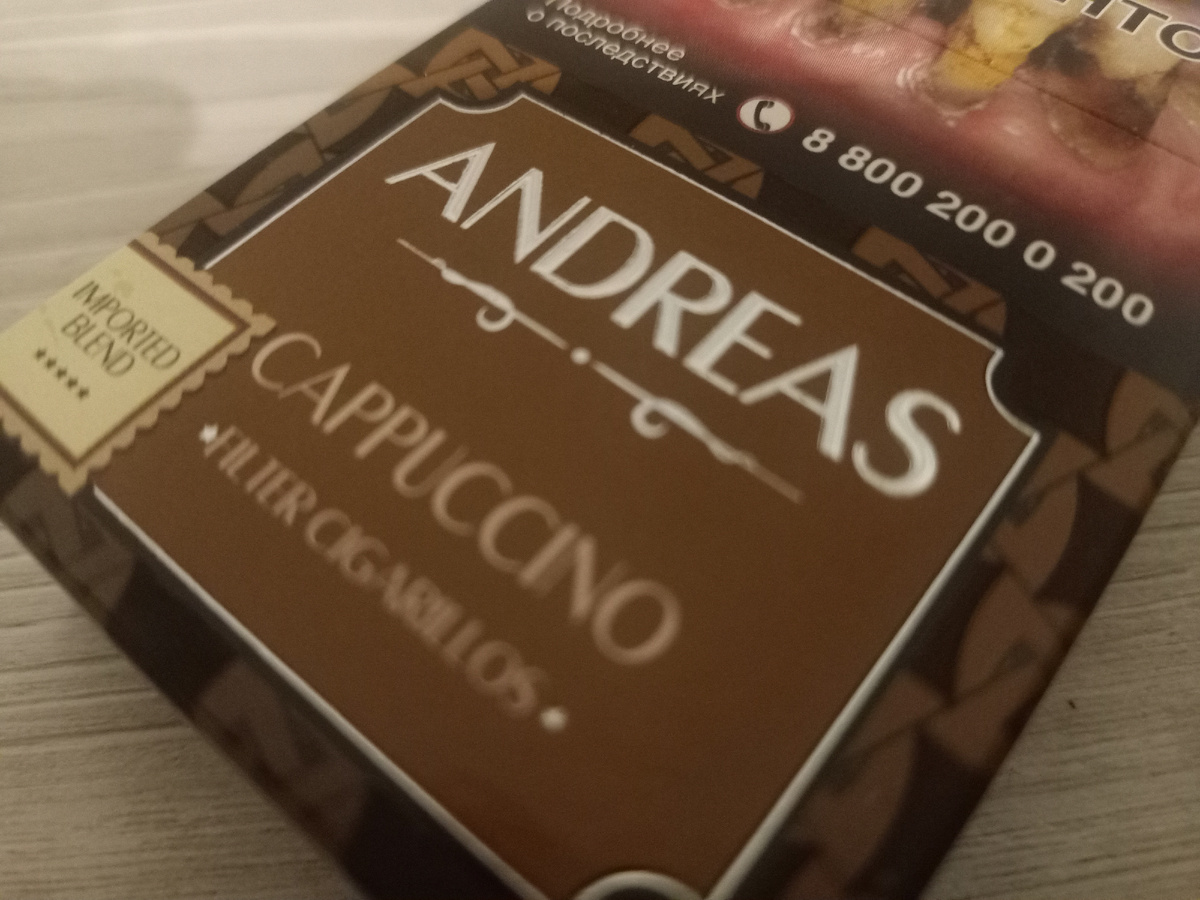 Подробнее
о последствиях
8 800 200 0 200
ANDREAS
IMPORTED
BLEND
CAPPUCCINO
FILTER CIGARILLOS